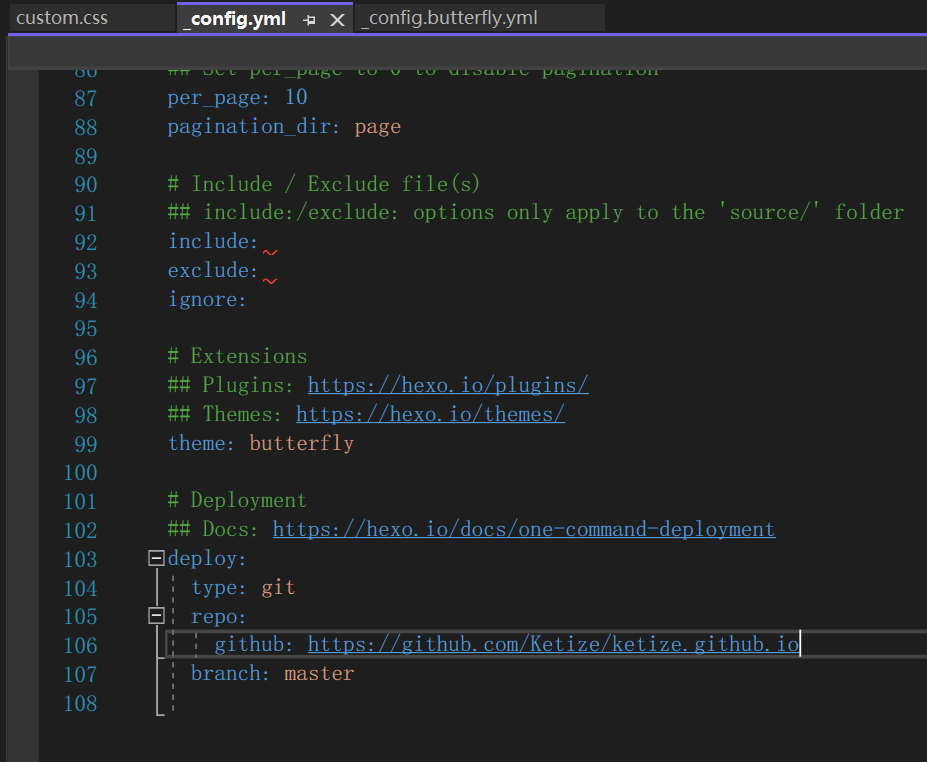 custom.css
_config.yml
_config.butterfly.yml
86 ## Set per_page to 0 to disable pagination
87 per_page: 10
88 pagination_dir: page
89
90 # Include / Exclude file(s)
91 ## include:/exclude: options only apply to the 'source/' folder
92 include:
93 exclude:
94 ignore:
95
96 # Extensions
97 ## Plugins: https://hexo.io/plugins/
98 ## Themes: https://hexo.io/themes/
99 theme: butterfly
100
101 # Deployment
102 ## Docs: https://hexo.io/docs/one-command-deployment
103 deploy:
104 type: git
105 repo:
106 github: https://github.com/Ketize/ketize.github.io
107 branch: master
108